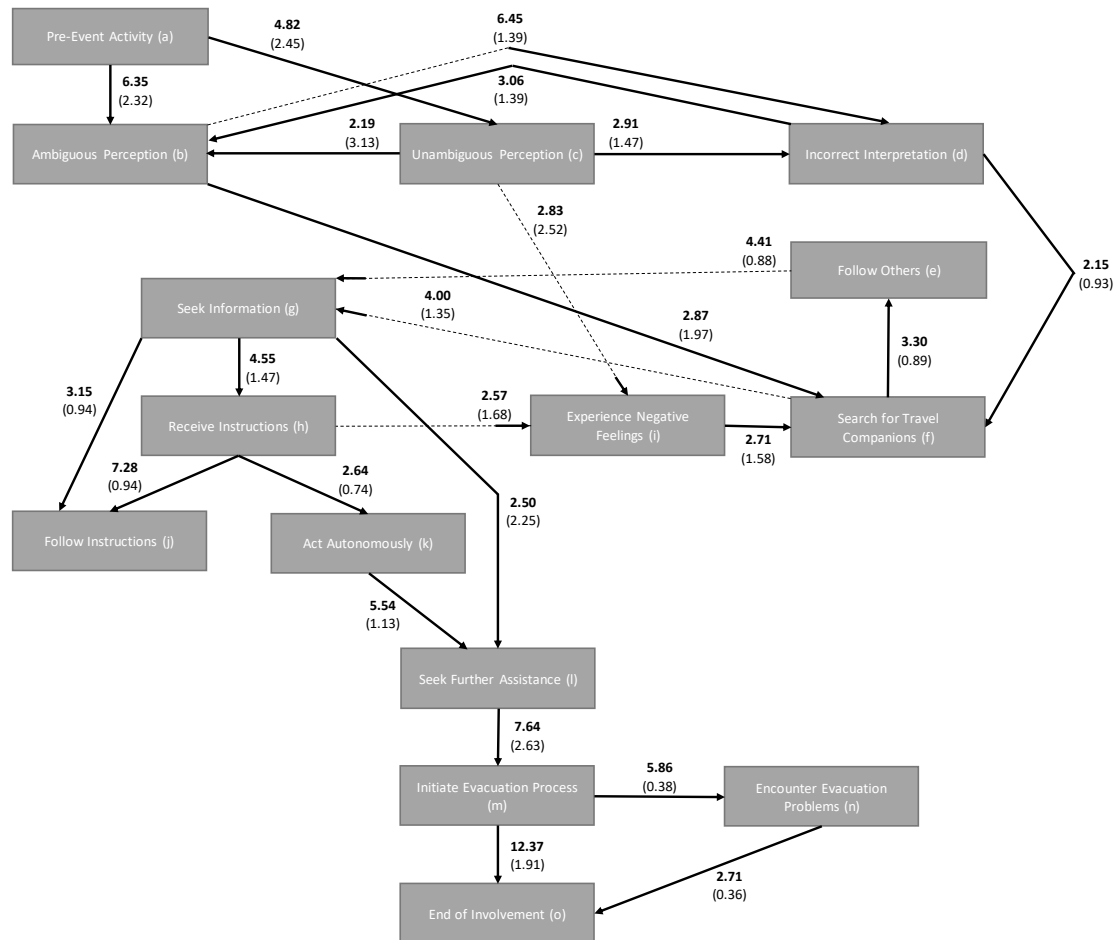 Pre-Event Activity (a)
4.82
(2.45)
6.45
(1.39)
6.35
(2.32)
3.06
(1.39)
Ambiguous Perception (b)
2.19
(3.13)
Unambiguous Perception (c)
2.91
(1.47)
Incorrect Interpretation (d)
2.83
(2.52)
4.41
(0.88)
Follow Others (e)
2.15
(0.93)
Seek Information (g)
4.00
(1.35)
2.87
(1.97)
3.30
(0.89)
3.15
(0.94)
4.55
(1.47)
Receive Instructions (h)
2.57
(1.68)
Experience Negative
Feelings (i)
2.71
(1.58)
Search for Travel
Companions (f)
7.28
(0.94)
2.64
(0.74)
2.50
(2.25)
Follow Instructions (j)
Act Autonomously (k)
5.54
(1.13)
Seek Further Assistance (l)
7.64
(2.63)
Initiate Evacuation Process
(m)
5.86
(0.38)
Encounter Evacuation
Problems (n)
12.37
(1.91)
2.71
(0.36)
End of Involvement (o)